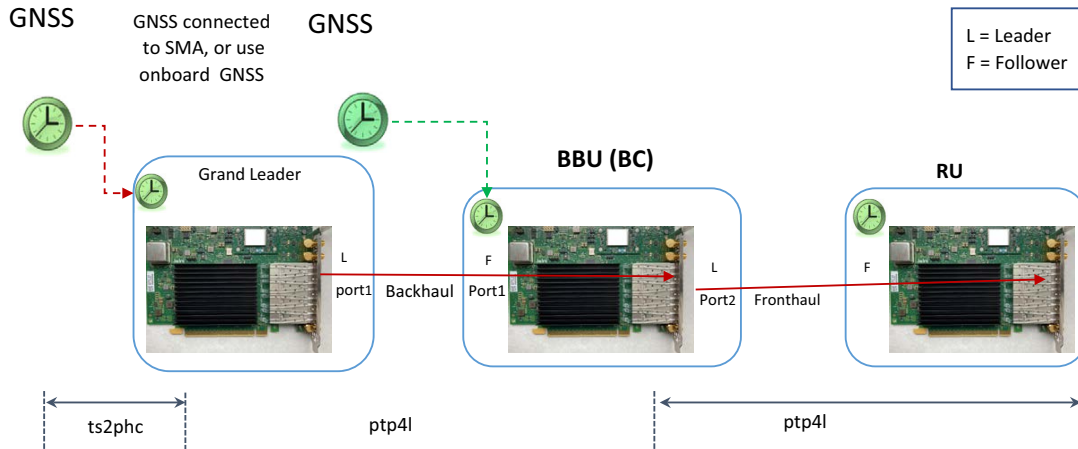 GNSS
GNSS connected
to SMA, or use
onboard GNSS
GNSS
L = Leader
F = Follower
Grand Leader
BBU (BC)
RU
L
port1
Backhaul
F
Port1
L
Port2
Fronthaul
F
ts2phc
ptp4l
ptp4l